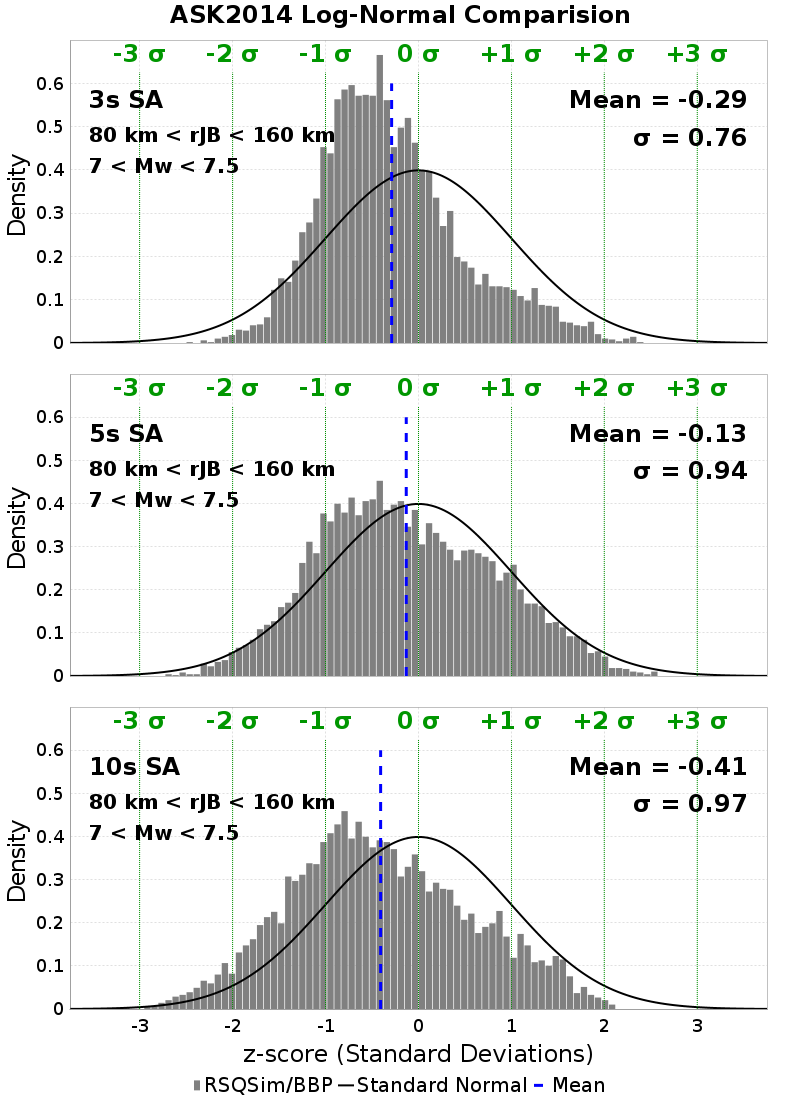 ASK2014 Log-Normal Comparision
-3 σ -2 σ -1 σ 0 σ +1 σ +2 σ +3 σ
3s SA
Mean = -0.29
80 km < rJB < 160 km
σ = 0.76
7 < Mw < 7.5
0.6
0.5
0.4
0.3
0.2
0.1
0
Density
-3 σ -2 σ -1 σ 0 σ +1 σ +2 σ +3 σ
5s SA
Mean = -0.13
80 km < rJB < 160 km
σ = 0.94
7 < Mw < 7.5
0.6
0.5
0.4
0.3
0.2
0.1
0
Density
-3 σ -2 σ -1 σ 0 σ +1 σ +2 σ +3 σ
10s SA
Mean = -0.41
80 km < rJB < 160 km
σ = 0.97
7 < Mw < 7.5
0.6
0.5
0.4
0.3
0.2
0.1
0
Density
-3 -2 -1 0 1 2 3
z-score (Standard Deviations)
RSQSim/BBP Standard Normal Mean